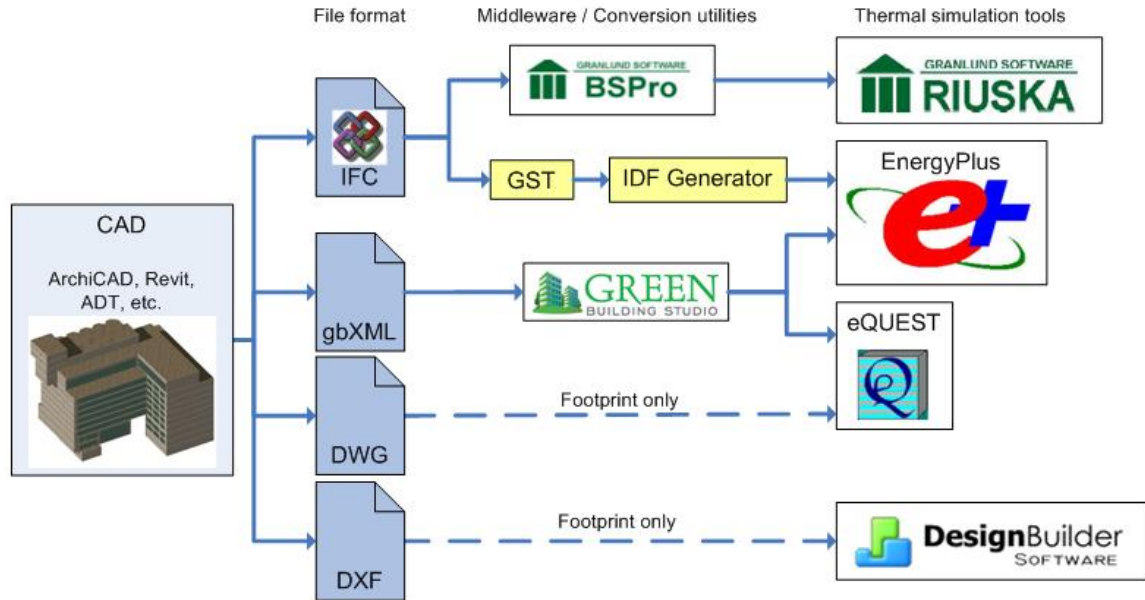 File format
Middleware / Conversion utilities
Thermal simulation tools
GRANLUND SOFTWARE
BSPro
GRANLUND SOFTWARE
RIUSKA
IFC
GST
IDF Generator
EnergyPlus
e+
CAD
ArchiCAD, Revit,
ADT, etc.
gbXML
GREEN
BUILDING STUDIO
eQUEST
Q
DWG
Footprint only
DXF
Footprint only
DesignBuilder
SOFTWARE